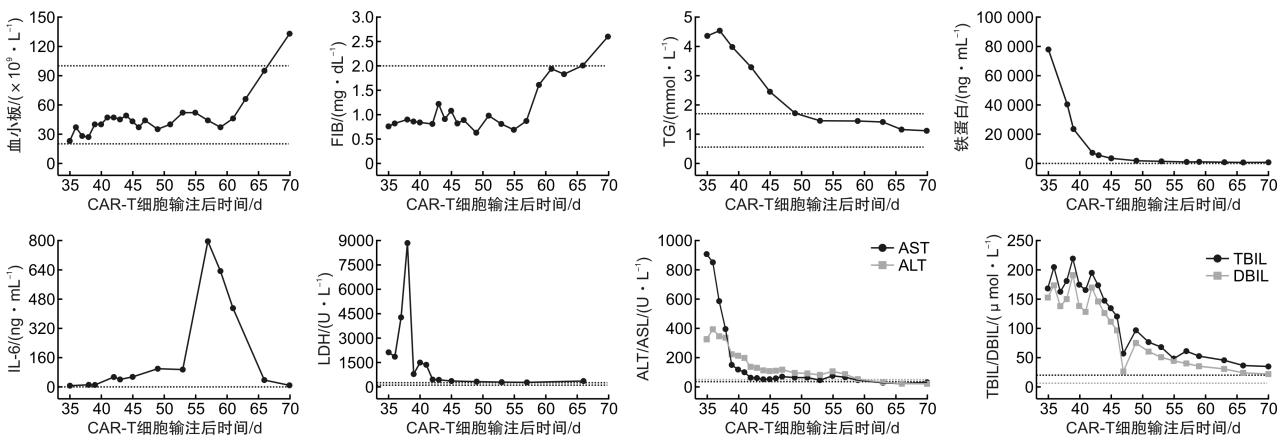 血小板/(×10⁹·L⁻¹)
150
120
90
60
30
0
35 40 45 50 55 60 65 70
CAR-T细胞输注后时间/d
FIB/(mg·dL⁻¹)
3.0
2.5
2.0
1.5
1.0
0.5
0
35 40 45 50 55 60 65 70
CAR-T细胞输注后时间/d
TG/(mmol·L⁻¹)
5
4
3
2
1
0
35 40 45 50 55 60 65 70
CAR-T细胞输注后时间/d
铁蛋白/(ng·mL⁻¹)
100 000
80 000
60 000
40 000
20 000
0
35 40 45 50 55 60 65 70
CAR-T细胞输注后时间/d
IL-6/(ng·mL⁻¹)
800
640
480
320
160
0
35 40 45 50 55 60 65 70
CAR-T细胞输注后时间/d
LDH/(U·L⁻¹)
9000
7500
6000
4500
3000
1500
0
35 40 45 50 55 60 65 70
CAR-T细胞输注后时间/d
ALT/ASL/(U·L⁻¹)
1000
800
600
400
200
0
AST
ALT
35 40 45 50 55 60 65 70
CAR-T细胞输注后时间/d
TBIL/DBIL/(μmol·L⁻¹)
250
200
150
100
50
0
TBIL
DBIL
35 40 45 50 55 60 65 70
CAR-T细胞输注后时间/d